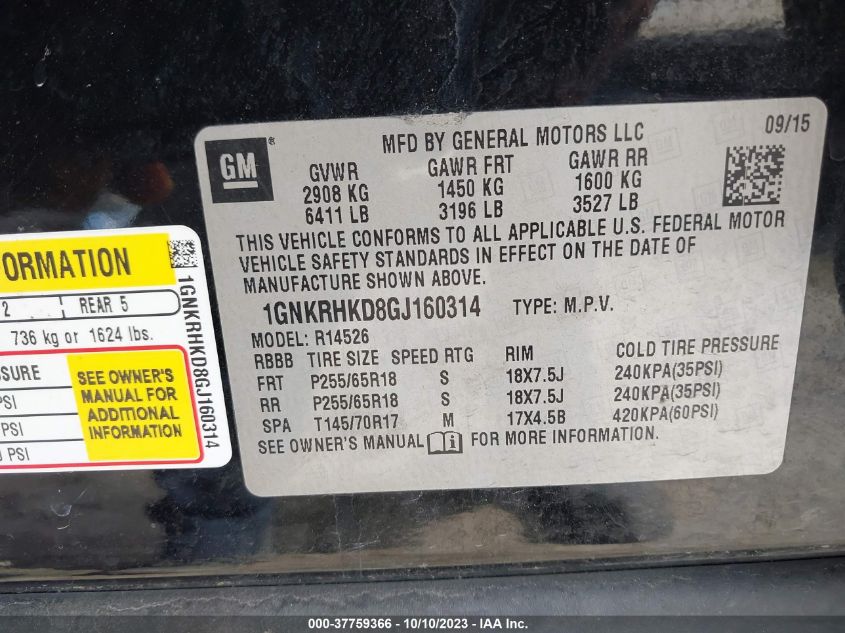 MFD BY GENERAL MOTORS LLC 09/15
GM ®
GVWR GAWR FRT GAWR RR
2908 KG 1450 KG 1600 KG
6411 LB 3196 LB 3527 LB
THIS VEHICLE CONFORMS TO ALL APPLICABLE U.S. FEDERAL MOTOR
VEHICLE SAFETY STANDARDS IN EFFECT ON THE DATE OF
MANUFACTURE SHOWN ABOVE.
1GNKRHKD8GJ160314 TYPE: M.P.V.
MODEL: R14526
RBBB TIRE SIZE SPEED RTG RIM COLD TIRE PRESSURE
FRT P255/65R18 S 18X7.5J 240KPA(35PSI)
RR P255/65R18 S 18X7.5J 240KPA(35PSI)
SPA T145/70R17 M 17X4.5B 420KPA(60PSI)
SEE OWNER'S MANUAL FOR MORE INFORMATION.
ORMATION
2 REAR 5
736 kg or 1624 lbs.
SSURE
PSI
PSI
PSI
SEE OWNER'S
MANUAL FOR
ADDITIONAL
INFORMATION
1GNKRHKD8GJ160314
000-37759366 - 10/10/2023 - IAA Inc.